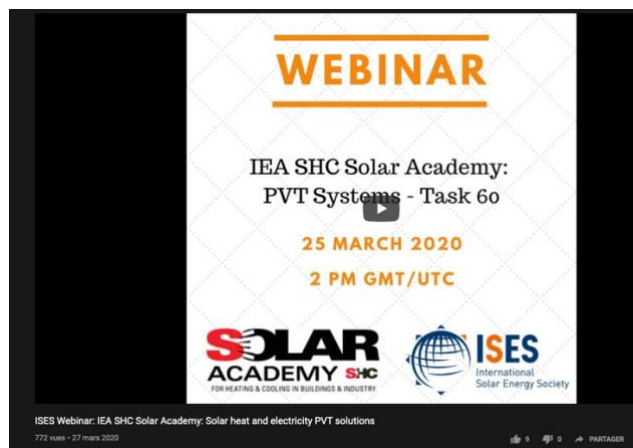 WEBINAR
IEA SHC Solar Academy:
PVT Systems - Task 60
25 MARCH 2020
2 PM GMT/UTC
SOLAR
ACADEMY SHC
FOR HEATING & COOLING IN BUILDINGS & INDUSTRY
ISES
International
Solar Energy Society
ISES Webinar: IEA SHC Solar Academy: Solar heat and electricity PVT solutions
772 vues • 27 mars 2020
9
0
PARTAGER